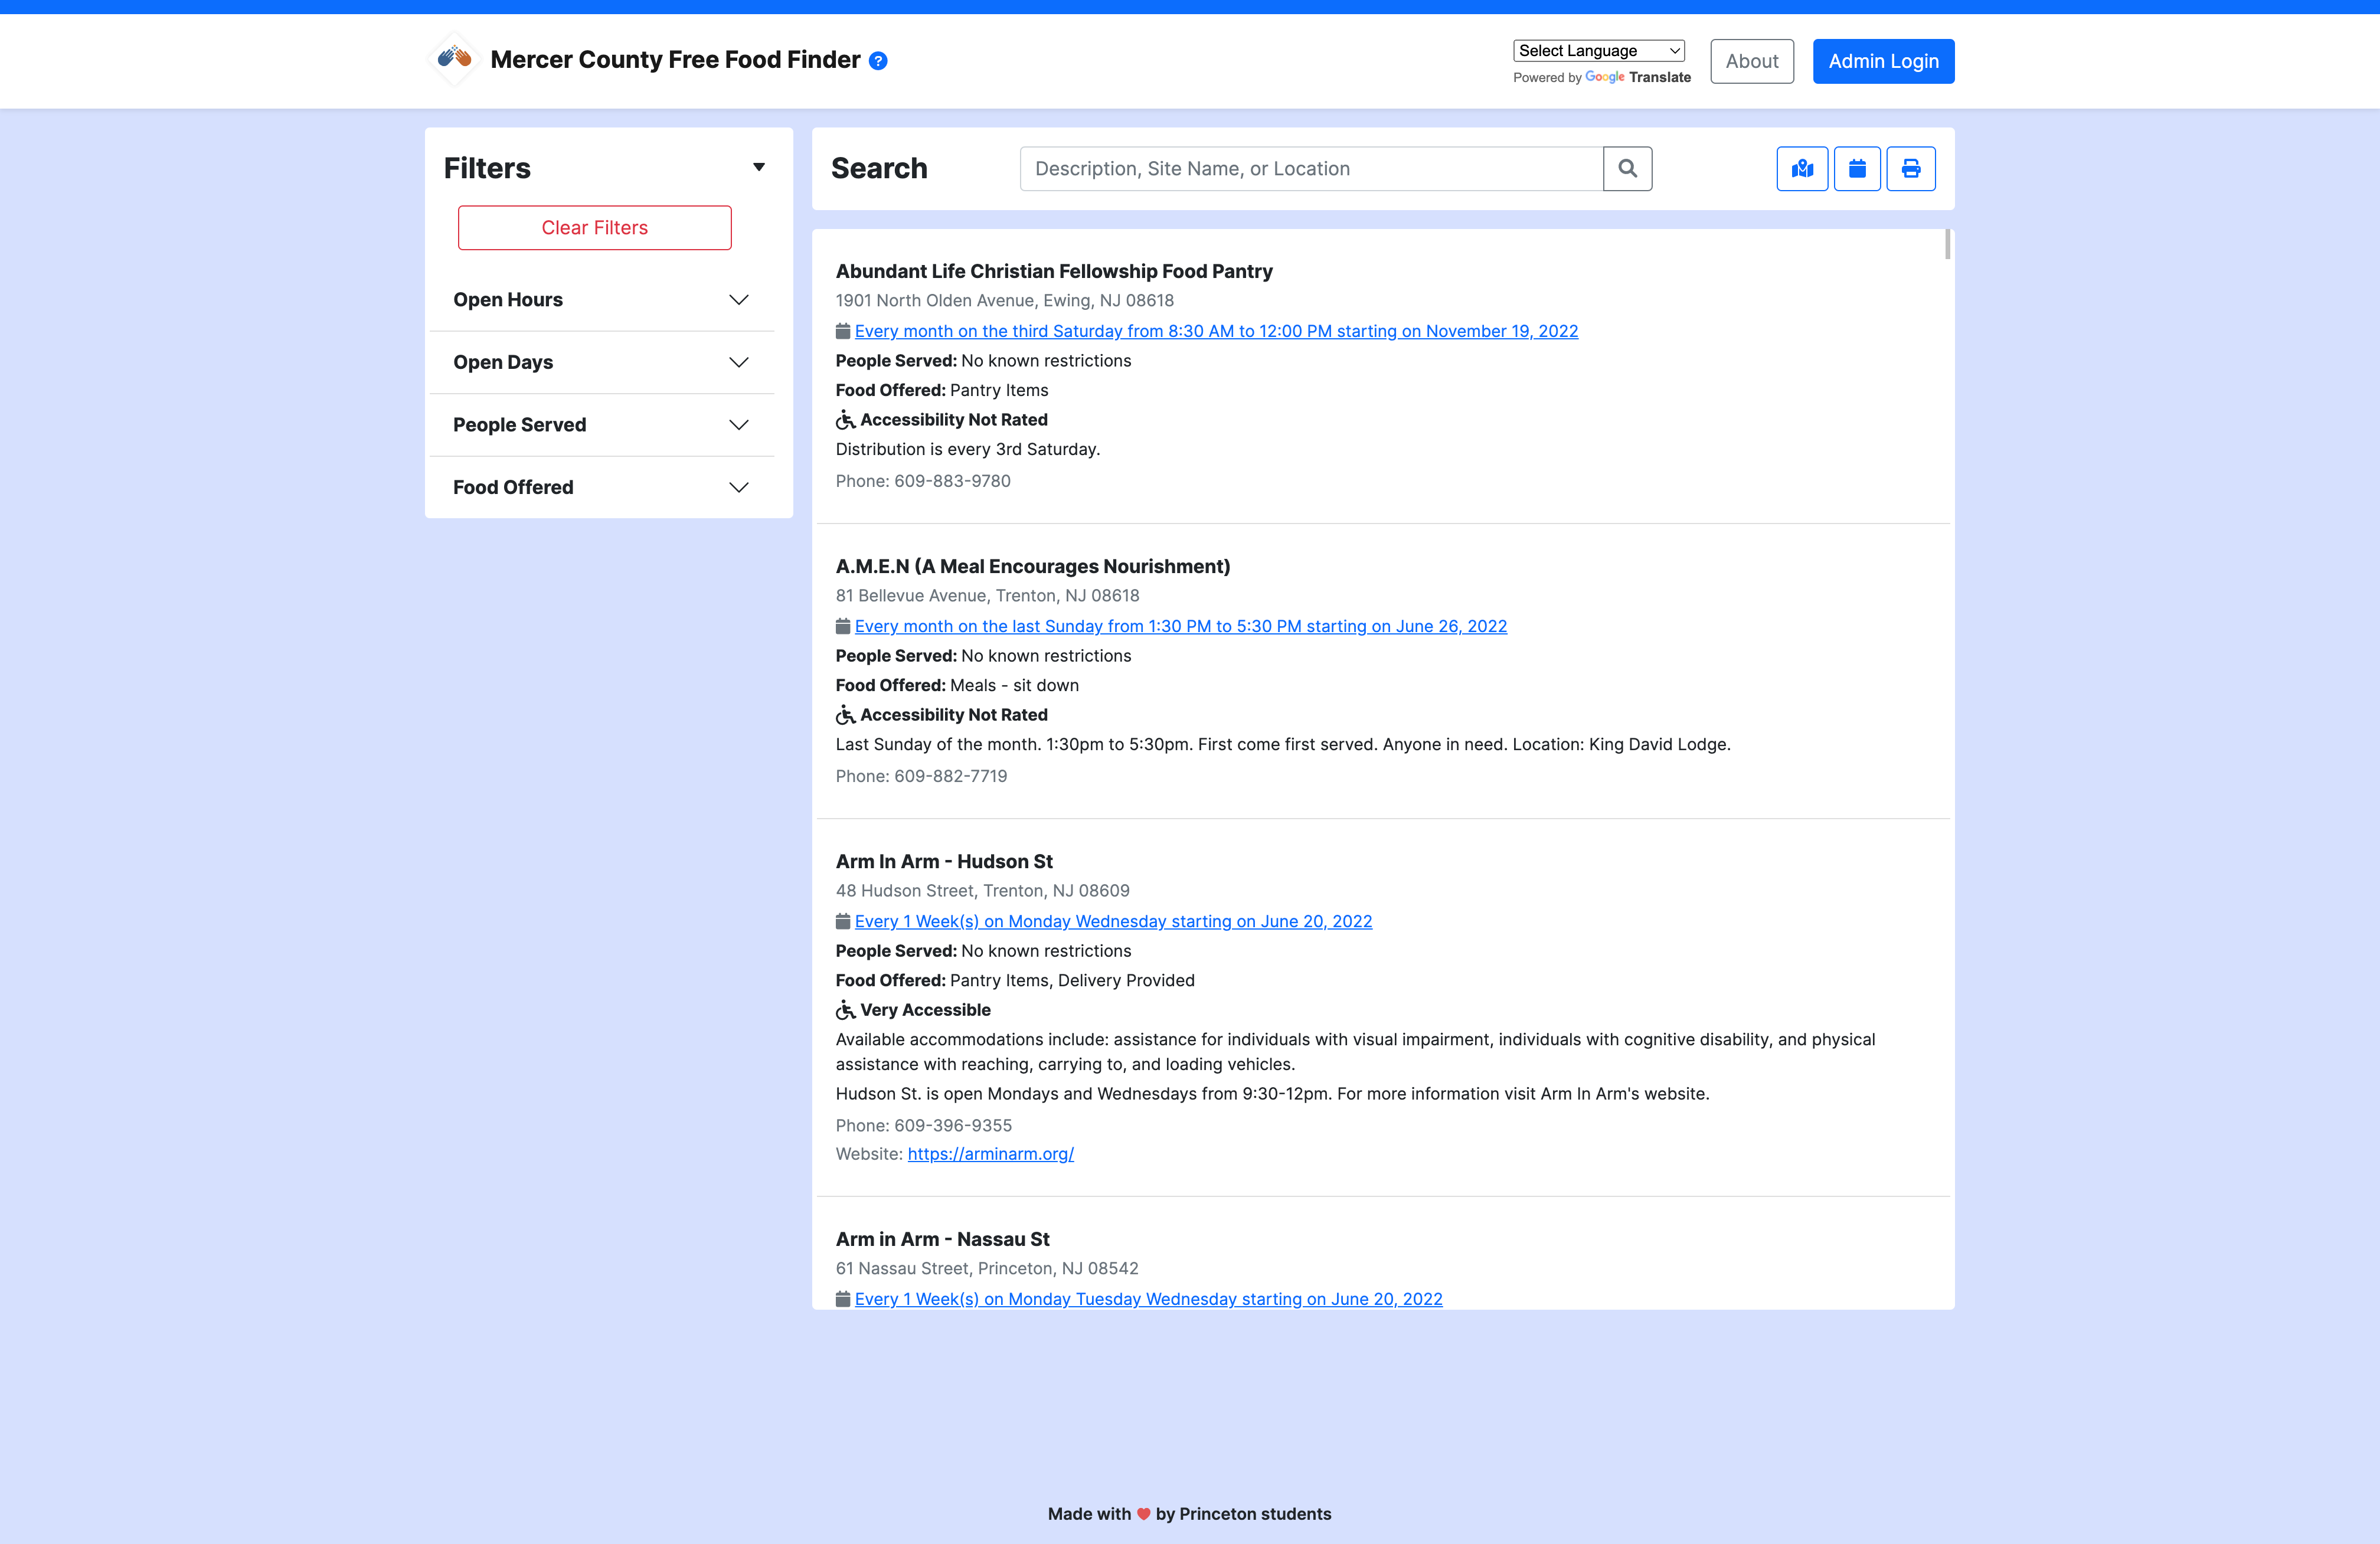 Mercer County Free Food Finder ?
Select Language
Powered by Google Translate
About
Admin Login
Filters
Clear Filters
Open Hours
Open Days
People Served
Food Offered
Search
Description, Site Name, or Location
Abundant Life Christian Fellowship Food Pantry
1901 North Olden Avenue, Ewing, NJ 08618
Every month on the third Saturday from 8:30 AM to 12:00 PM starting on November 19, 2022
People Served: No known restrictions
Food Offered: Pantry Items
Accessibility Not Rated
Distribution is every 3rd Saturday.
Phone: 609-883-9780
A.M.E.N (A Meal Encourages Nourishment)
81 Bellevue Avenue, Trenton, NJ 08618
Every month on the last Sunday from 1:30 PM to 5:30 PM starting on June 26, 2022
People Served: No known restrictions
Food Offered: Meals - sit down
Accessibility Not Rated
Last Sunday of the month. 1:30pm to 5:30pm. First come first served. Anyone in need. Location: King David Lodge.
Phone: 609-882-7719
Arm In Arm - Hudson St
48 Hudson Street, Trenton, NJ 08609
Every 1 Week(s) on Monday Wednesday starting on June 20, 2022
People Served: No known restrictions
Food Offered: Pantry Items, Delivery Provided
Very Accessible
Available accommodations include: assistance for individuals with visual impairment, individuals with cognitive disability, and physical
assistance with reaching, carrying to, and loading vehicles.
Hudson St. is open Mondays and Wednesdays from 9:30-12pm. For more information visit Arm In Arm's website.
Phone: 609-396-9355
Website: https://arminarm.org/
Arm in Arm - Nassau St
61 Nassau Street, Princeton, NJ 08542
Every 1 Week(s) on Monday Tuesday Wednesday starting on June 20, 2022
Made with ❤ by Princeton students